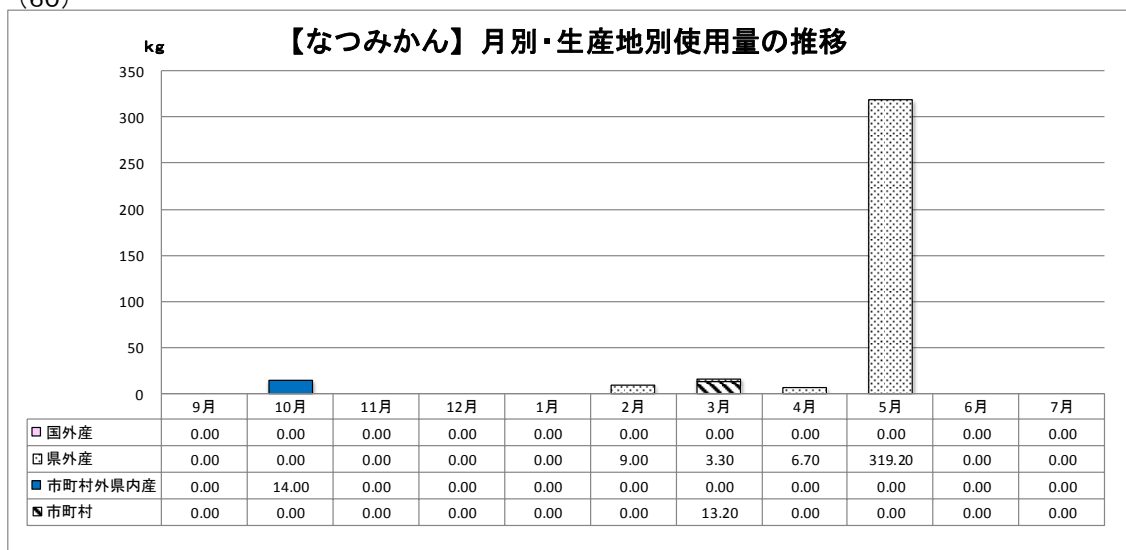 (60)
【なつみかん】月別・生産地別使用量の推移
kg
350
300
250
200
150
100
50
0
9月 10月 11月 12月 1月 2月 3月 4月 5月 6月 7月
国外産 0.00 0.00 0.00 0.00 0.00 0.00 0.00 0.00 0.00 0.00 0.00
県外産 0.00 0.00 0.00 0.00 0.00 9.00 3.30 6.70 319.20 0.00 0.00
市町村外県内産 0.00 14.00 0.00 0.00 0.00 0.00 0.00 0.00 0.00 0.00 0.00
市町村 0.00 0.00 0.00 0.00 0.00 0.00 13.20 0.00 0.00 0.00 0.00